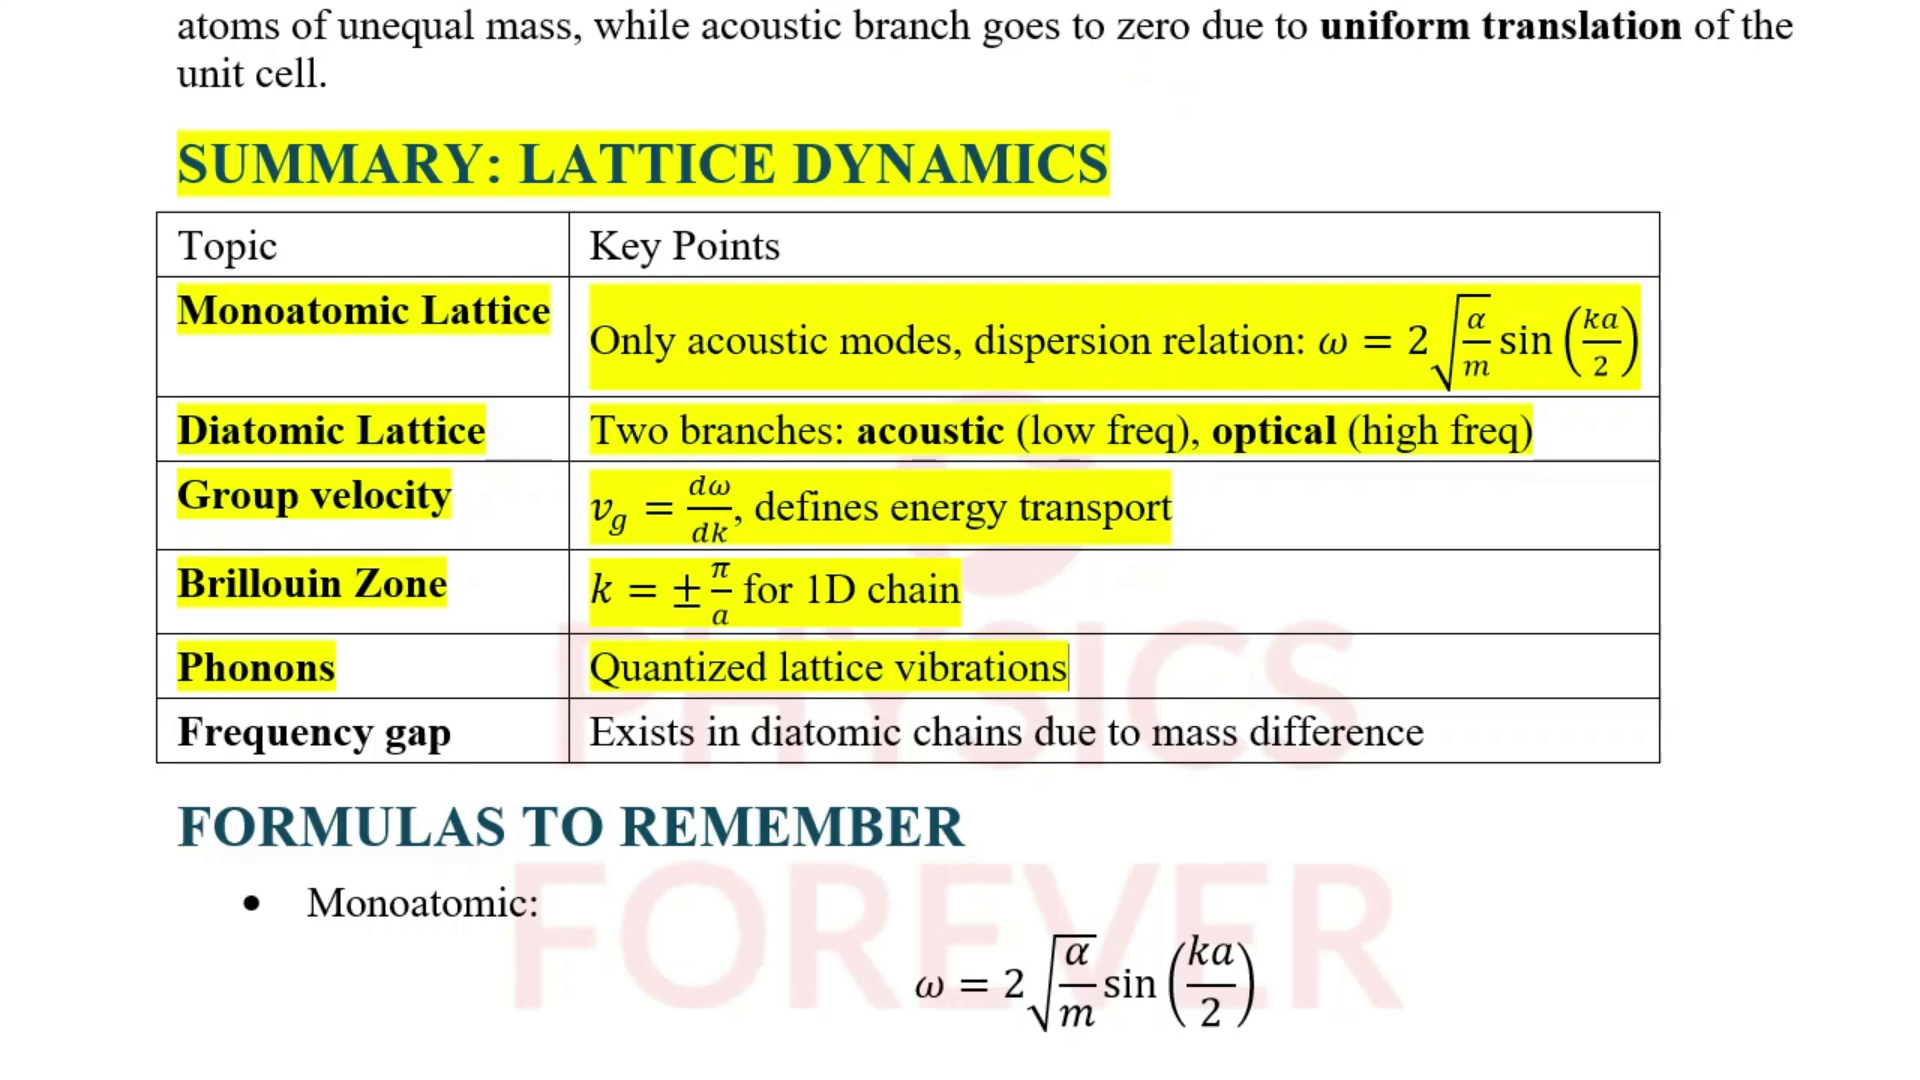 atoms of unequal mass, while acoustic branch goes to zero due to uniform translation of the
unit cell.
SUMMARY: LATTICE DYNAMICS
Topic Key Points
Monoatomic Lattice Only acoustic modes, dispersion relation: ω = 2√(α/m) sin(ka/2)
Diatomic Lattice Two branches: acoustic (low freq), optical (high freq)
Group velocity v_g = dω/dk, defines energy transport
Brillouin Zone k = ±π/a for 1D chain
Phonons Quantized lattice vibrations
Frequency gap Exists in diatomic chains due to mass difference
PHYSICS
FORMULAS TO REMEMBER
FOREVER
• Monoatomic:
ω = 2√(α/m) sin(ka/2)